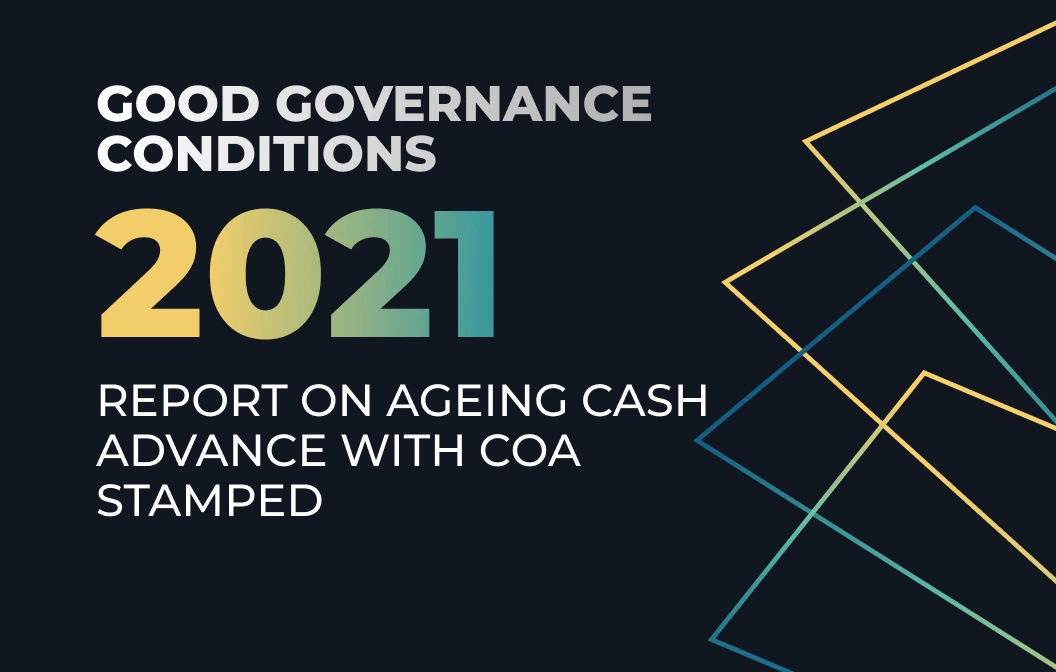 GOOD GOVERNANCE
CONDITIONS
2021
REPORT ON AGEING CASH
ADVANCE WITH COA
STAMPED